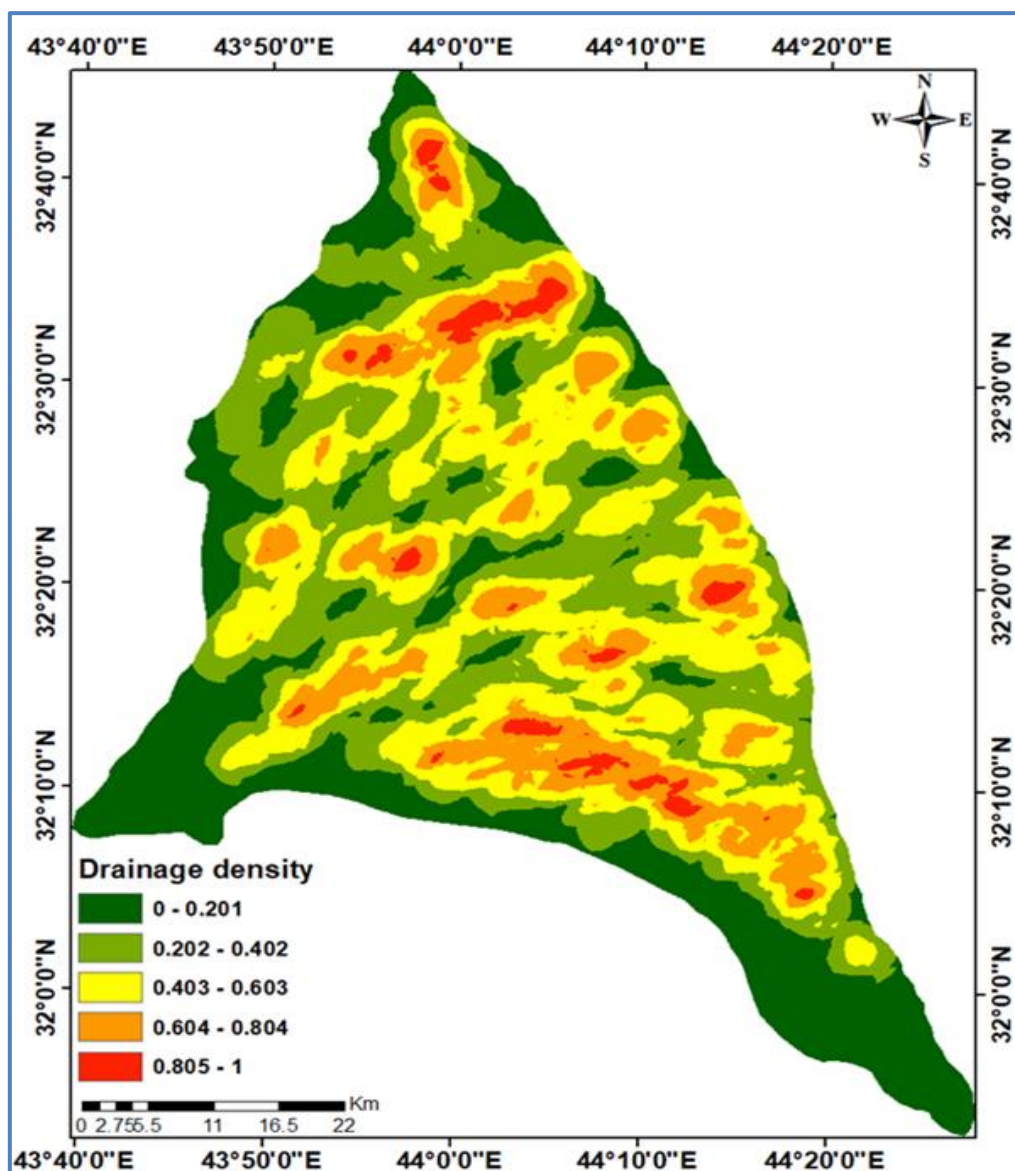 43°40'0"E 43°50'0"E 44°0'0"E 44°10'0"E 44°20'0"E
N
W E
S
32°40'0"N 32°40'0"N
32°30'0"N 32°30'0"N
32°20'0"N 32°20'0"N
32°10'0"N 32°10'0"N
32°0'0"N 32°0'0"N
Drainage density
0 - 0.201
0.202 - 0.402
0.403 - 0.603
0.604 - 0.804
0.805 - 1
Km
0 2.755.5 11 16.5 22
43°40'0"E 43°50'0"E 44°0'0"E 44°10'0"E 44°20'0"E